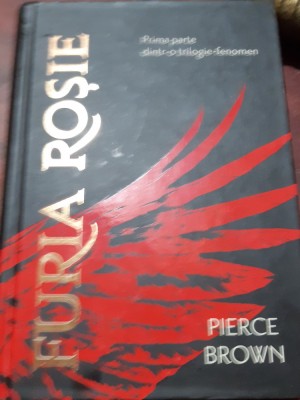 Prima parte
dintr-o trilogie-fenomen
FURIA ROȘIE
PIERCE
BROWN